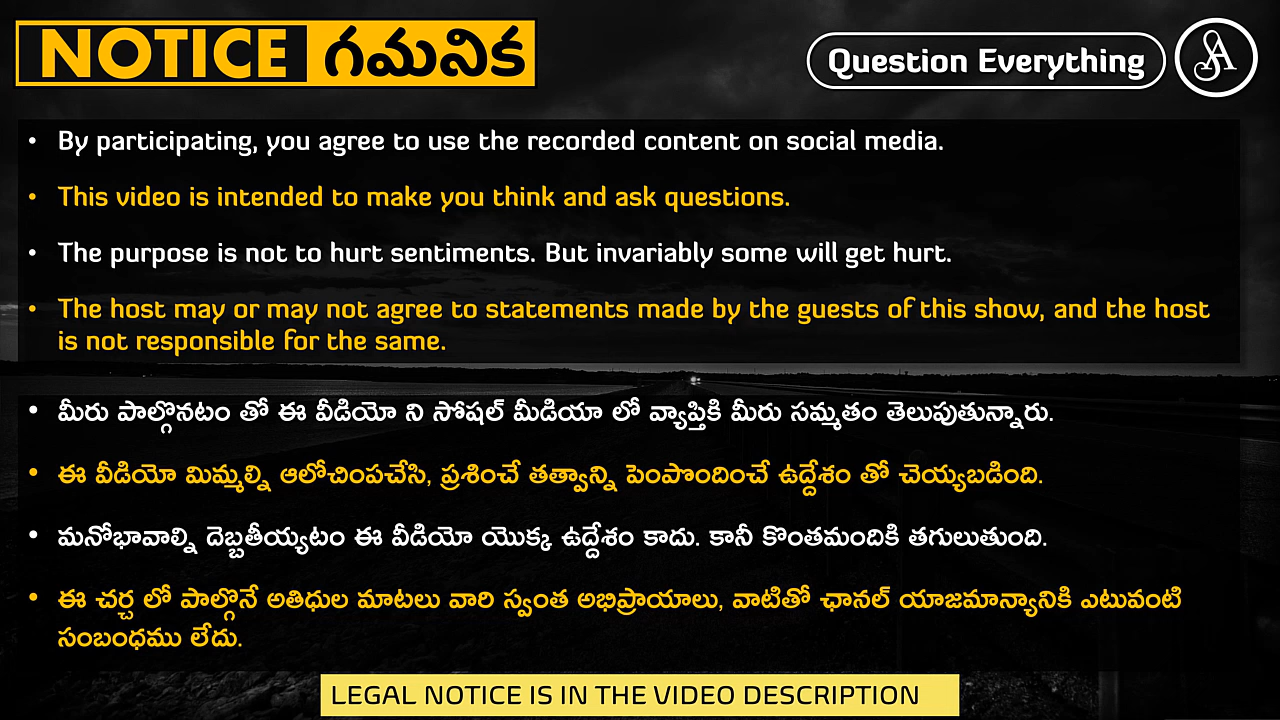 NOTICE గమనిక
Question Everything
• By participating, you agree to use the recorded content on social media.
• This video is intended to make you think and ask questions.
• The purpose is not to hurt sentiments. But invariably some will get hurt.
• The host may or may not agree to statements made by the guests of this show, and the host
is not responsible for the same.
• మీరు పాల్గొనటం తో ఈ వీడియో ని సోషల్ మీడియా లో వ్యాప్తికి మీరు సమ్మతం తెలుపుతున్నారు.
• ఈ వీడియో మిమ్మల్ని ఆలోచింపచేసి, ప్రశించే తత్వాన్ని పెంపొందించే ఉద్దేశం తో చెయ్యబడింది.
• మనోభావాల్ని దెబ్బతీయ్యటం ఈ వీడియో యొక్క ఉద్దేశం కాదు. కానీ కొంతమందికి తగులుతుంది.
• ఈ చర్చ లో పాల్గొనే అతిధుల మాటలు వారి స్వంత అభిప్రాయాలు, వాటితో ఛానల్ యాజమాన్యానికి ఎటువంటి
సంబంధము లేదు.
LEGAL NOTICE IS IN THE VIDEO DESCRIPTION